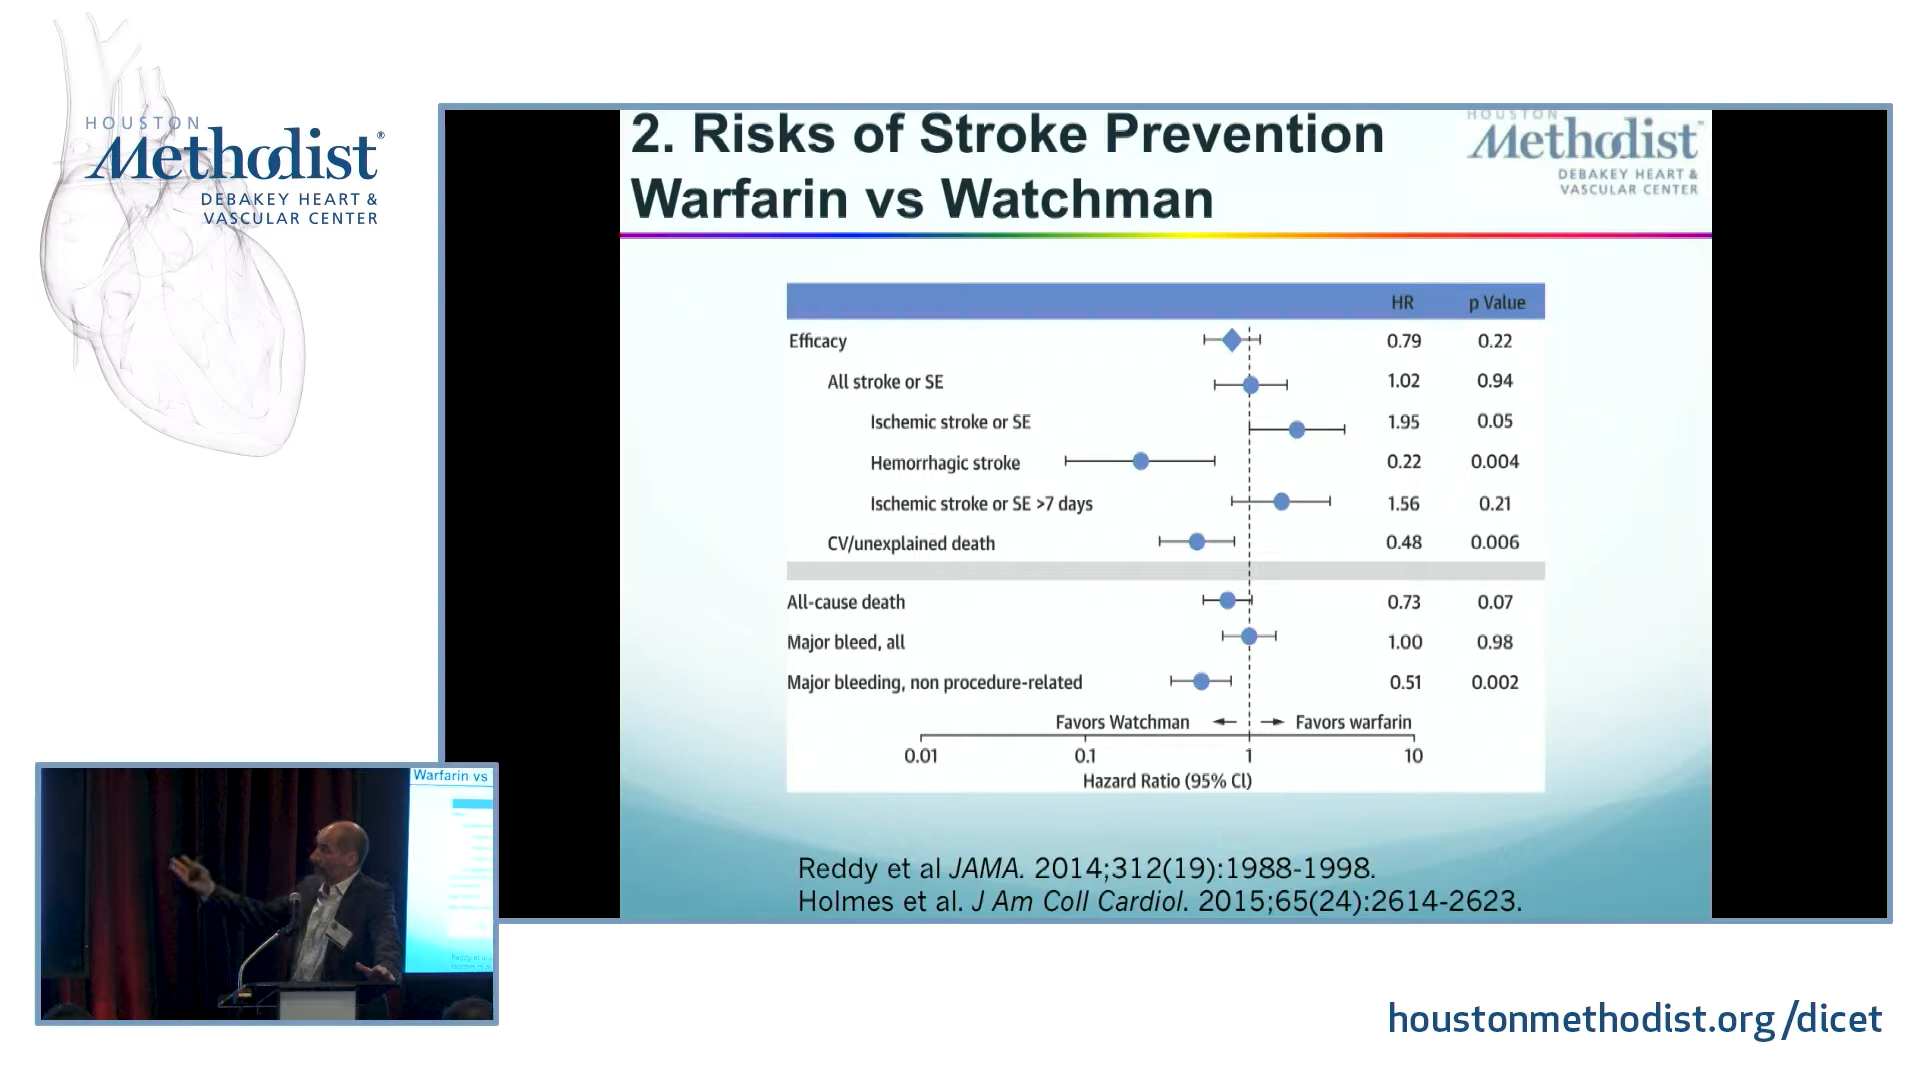 HOUSTON
Methodist®
DEBAKEY HEART &
VASCULAR CENTER
2. Risks of Stroke Prevention
Warfarin vs Watchman
HOUSTON
Methodist
DEBAKEY HEART &
VASCULAR CENTER
HR p Value
Efficacy 0.79 0.22
All stroke or SE 1.02 0.94
Ischemic stroke or SE 1.95 0.05
Hemorrhagic stroke 0.22 0.004
Ischemic stroke or SE >7 days 1.56 0.21
CV/unexplained death 0.48 0.006
All-cause death 0.73 0.07
Major bleed, all 1.00 0.98
Major bleeding, non procedure-related 0.51 0.002
Favors Watchman ← → Favors warfarin
0.01 0.1 1 10
Hazard Ratio (95% CI)
Reddy et al JAMA. 2014;312(19):1988-1998.
Holmes et al. J Am Coll Cardiol. 2015;65(24):2614-2623.
Warfarin vs
houstonmethodist.org/dicet